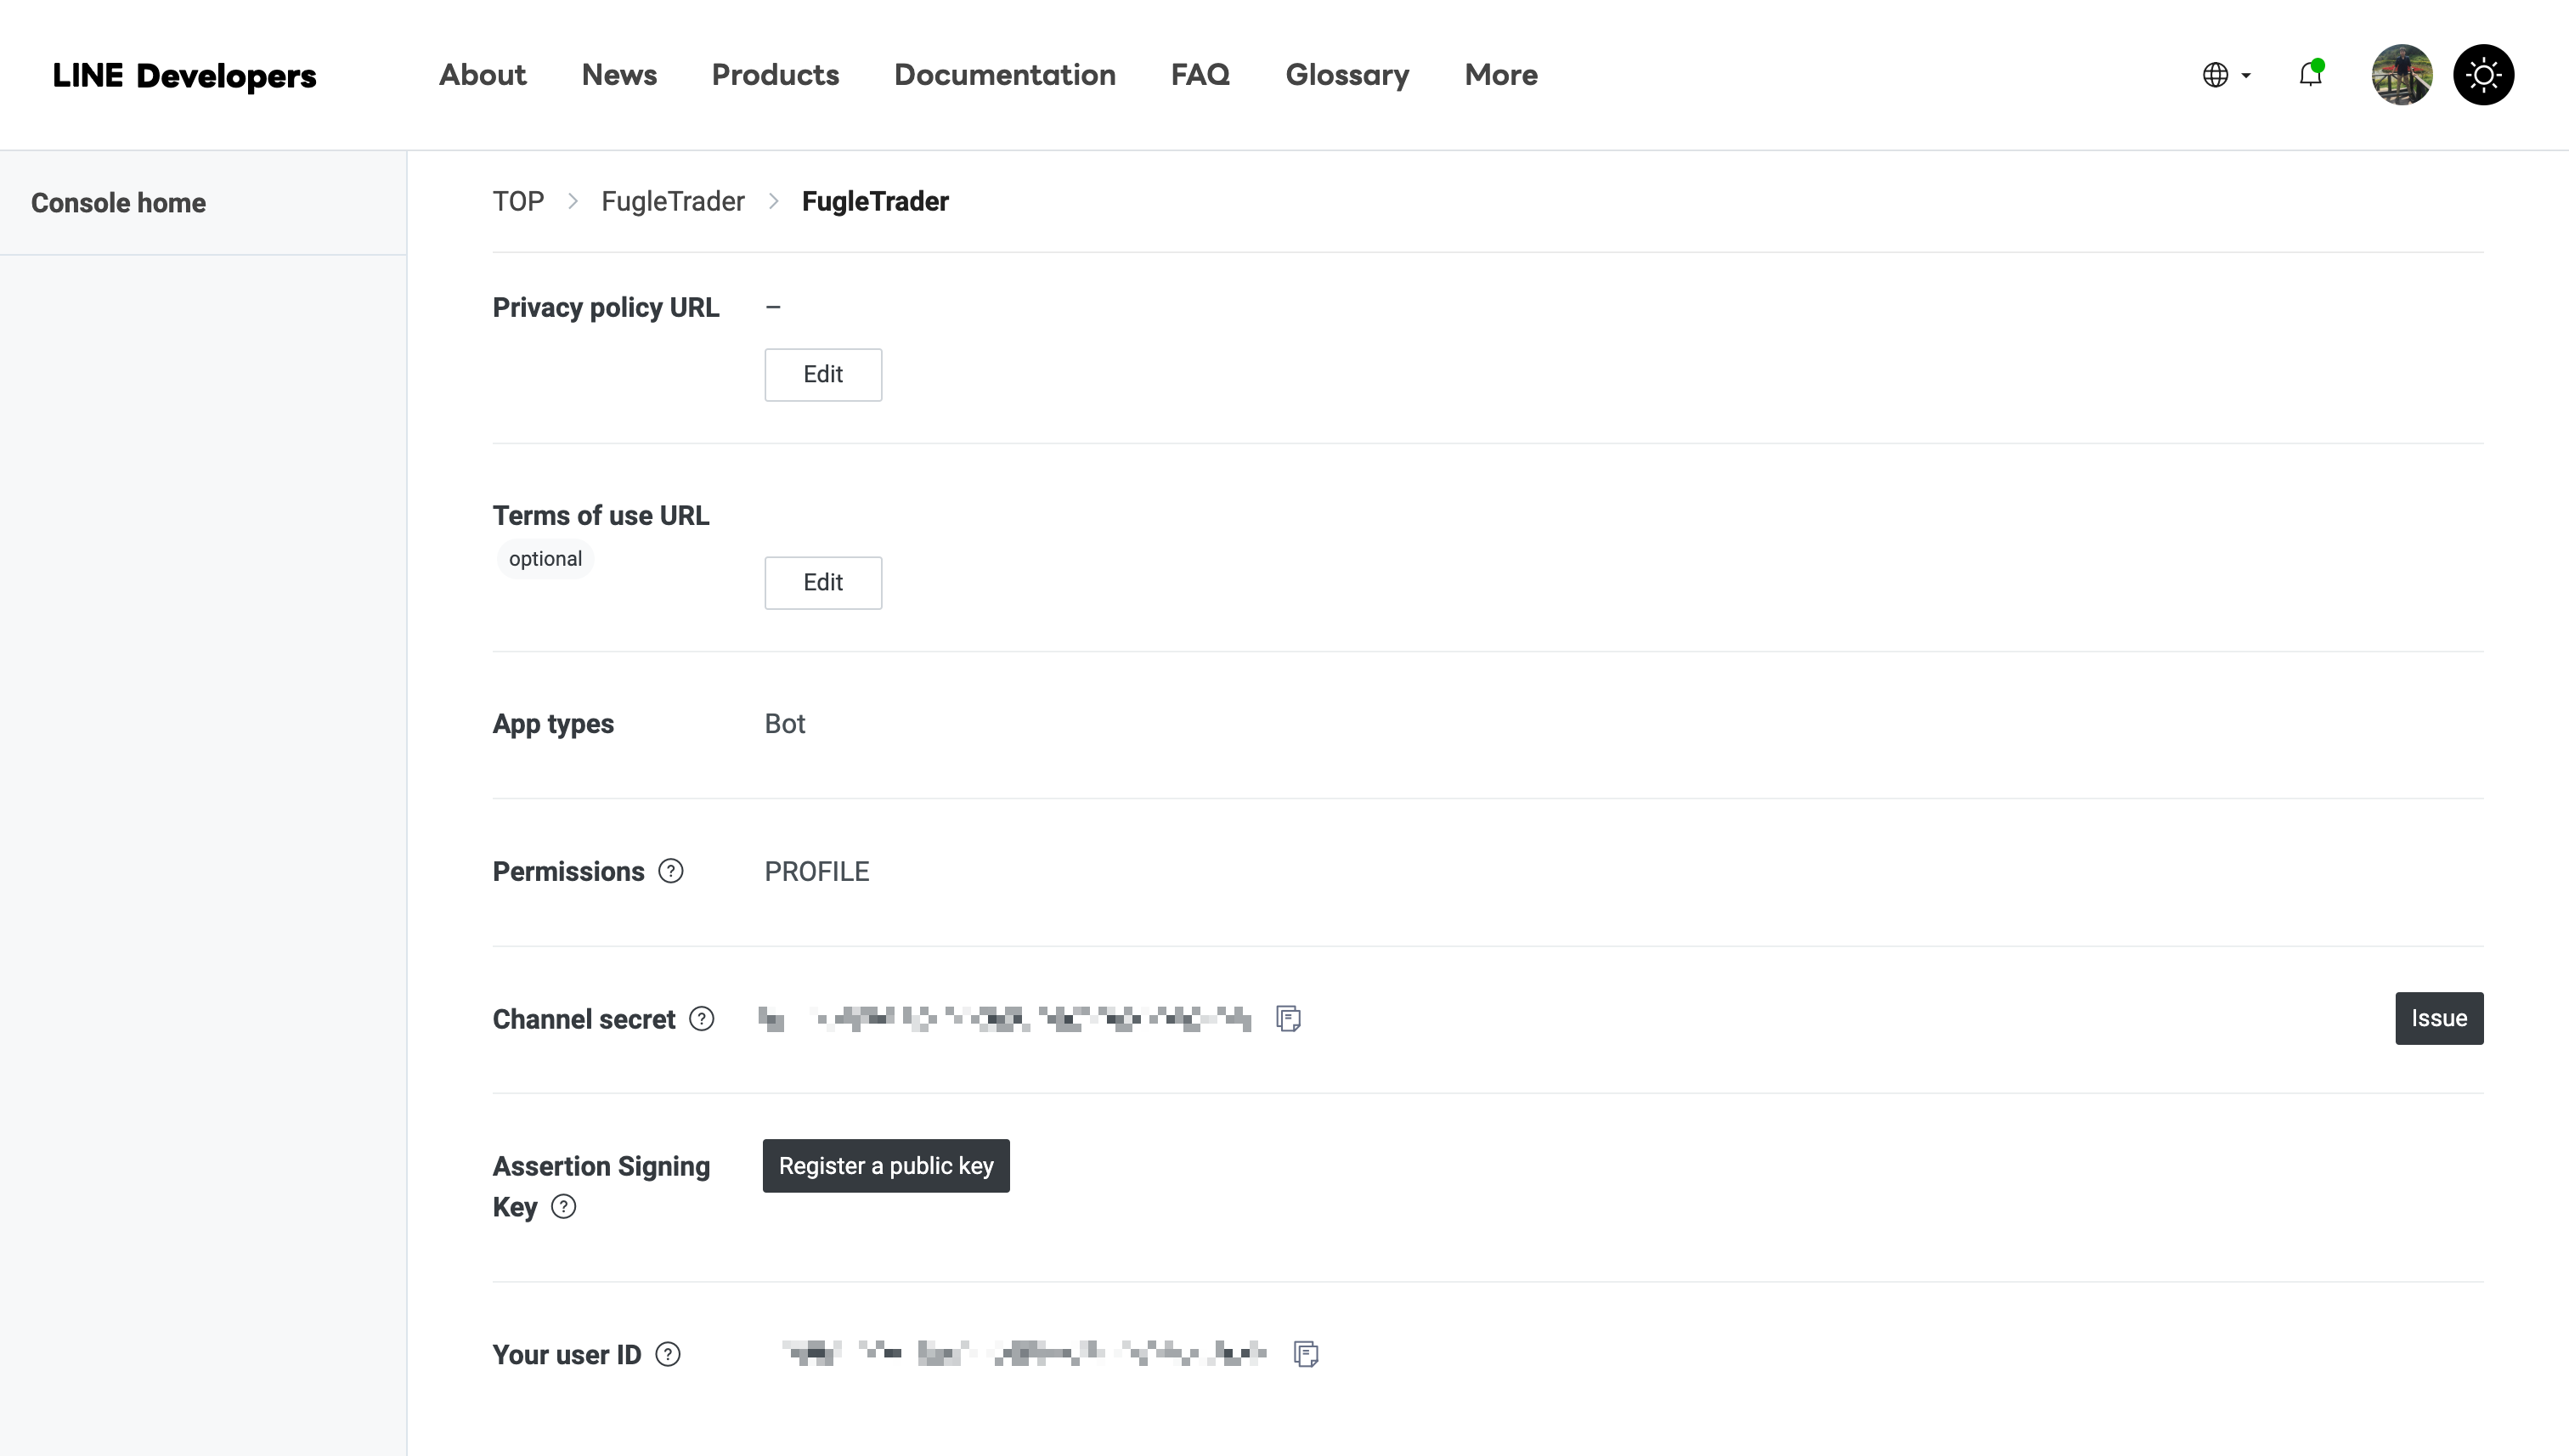 LINE Developers About News Products Documentation FAQ Glossary More
Console home
TOP > FugleTrader > FugleTrader
Privacy policy URL –
Edit
Terms of use URL
optional
Edit
App types Bot
Permissions ? PROFILE
Channel secret ? Issue
Assertion Signing Register a public key
Key ?
Your user ID ?